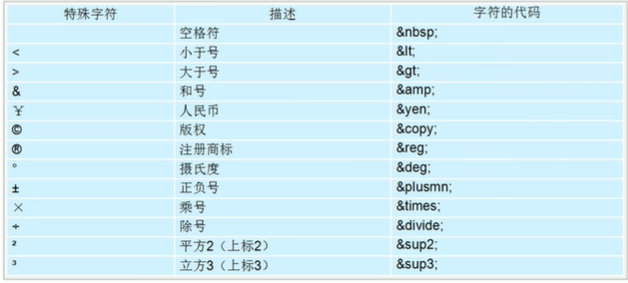 特殊字符 描述 字符的代码
空格符 &nbsp;
< 小于号 &lt;
> 大于号 &gt;
& 和号 &amp;
¥ 人民币 &yen;
© 版权 &copy;
® 注册商标 &reg;
° 摄氏度 &deg;
± 正负号 &plusmn;
× 乘号 &times;
÷ 除号 &divide;
² 平方2（上标2） &sup2;
³ 立方3（上标3） &sup3;